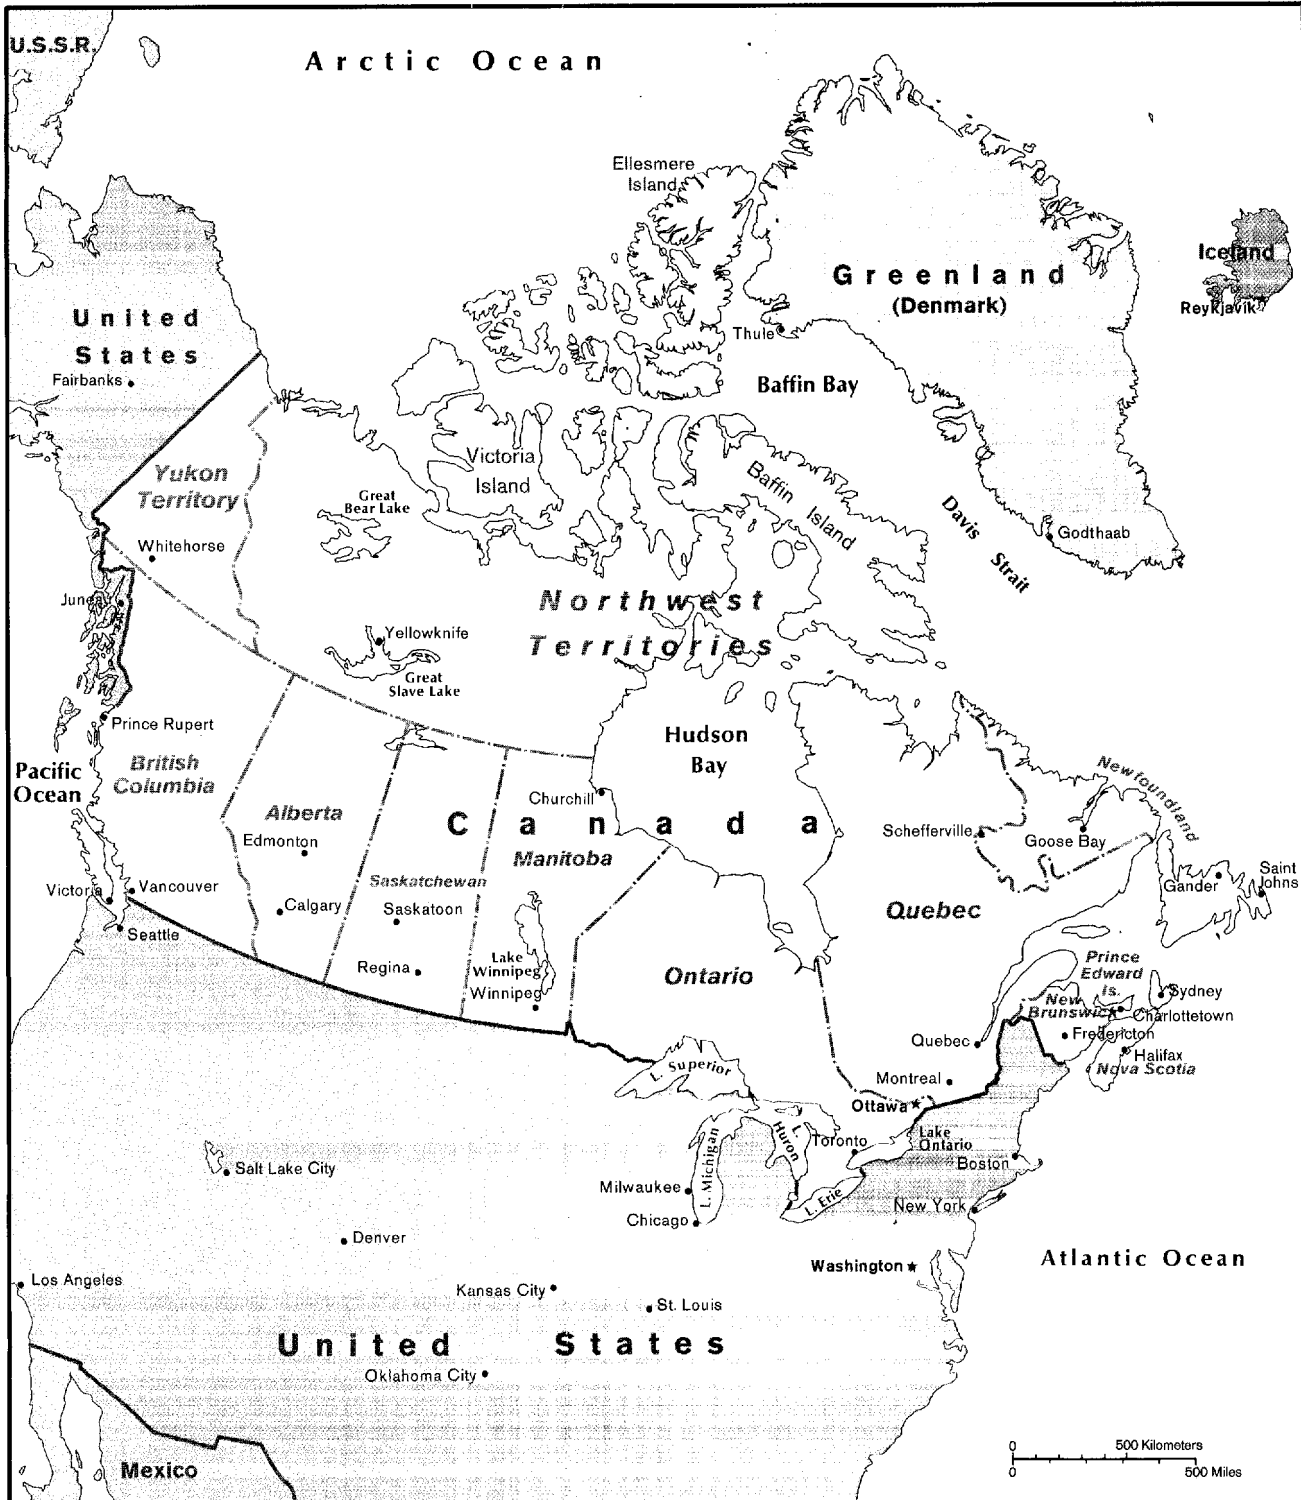 U.S.S.R.
Arctic Ocean
Ellesmere
Island
Iceland
Reykjavik
Greenland
(Denmark)
Thule
United
States
Fairbanks
Baffin Bay
Victoria
Island
Baffin
Island
Yukon
Territory
Great
Bear Lake
Davis
Strait
Godthaab
Whitehorse
Juneau
Northwest
Territories
Yellowknife
Great
Slave Lake
Prince Rupert
Hudson
Bay
British
Columbia
Pacific
Ocean
Newfoundland
Churchill
Alberta
Canada
Schefferville
Goose Bay
Edmonton
Manitoba
Saskatchewan
Victoria
Vancouver
Gander
Saint
Johns
Calgary
Saskatoon
Quebec
Seattle
Regina
Lake
Winnipeg
Winnipeg
Ontario
Prince
Edward
Is.
Sydney
New
Brunswick
Charlottetown
Fredericton
Quebec
Halifax
Nova Scotia
L. Superior
Montreal
Ottawa
L.
Huron
L. Michigan
Toronto
Lake
Ontario
Boston
Salt Lake City
Milwaukee
L. Erie
New York
Chicago
Denver
Washington
Atlantic Ocean
Los Angeles
Kansas City
St. Louis
United States
Oklahoma City
Mexico
0 500 Kilometers
0 500 Miles